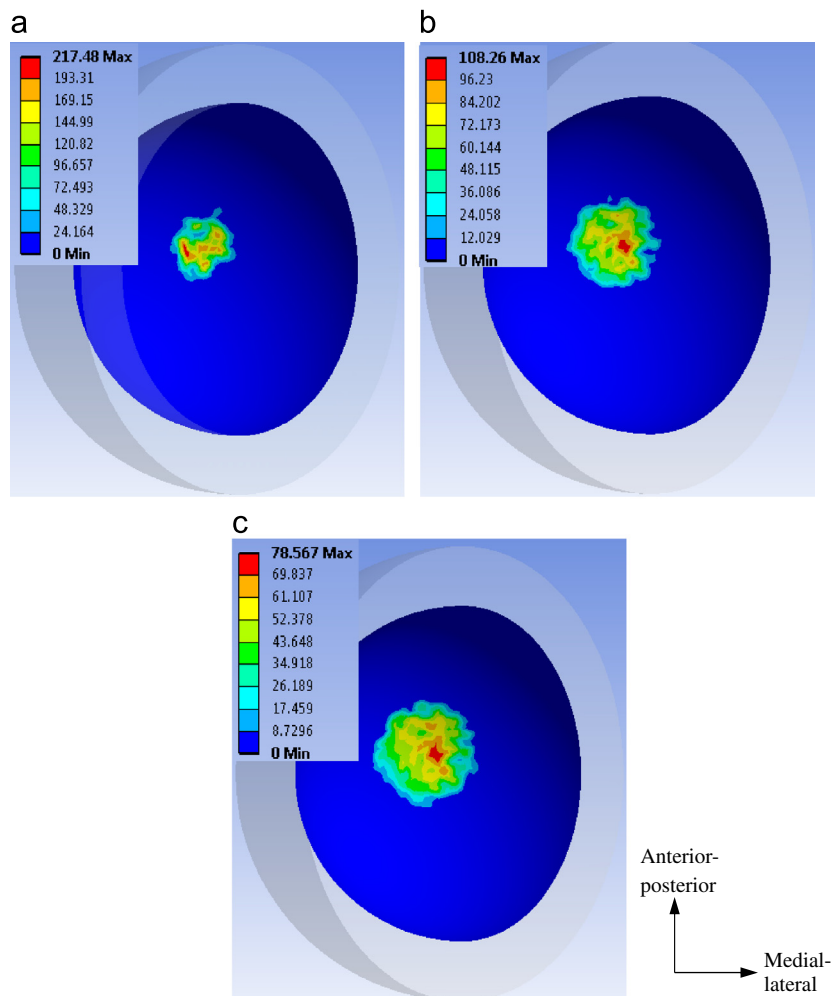 a
217.48 Max
193.31
169.15
144.99
120.82
96.657
72.493
48.329
24.164
0 Min
b
108.26 Max
96.23
84.202
72.173
60.144
48.115
36.086
24.058
12.029
0 Min
c
78.567 Max
69.837
61.107
52.378
43.648
34.918
26.189
17.459
8.7296
0 Min
Anterior-
posterior
Medial-
lateral